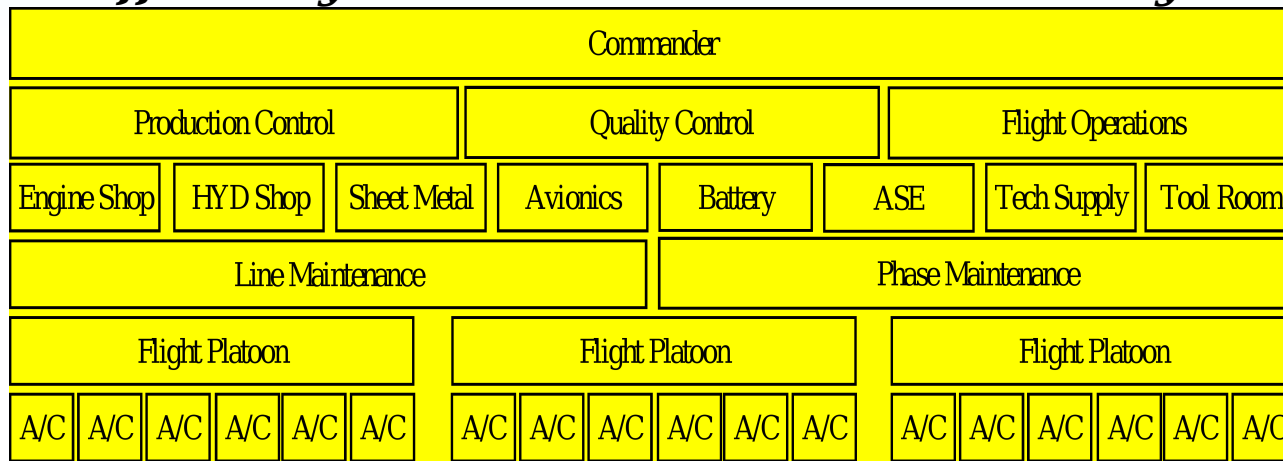 Commander
Production Control Quality Control Flight Operations
Engine Shop HYD Shop Sheet Metal Avionics Battery ASE Tech Supply Tool Room
Line Maintenance Phase Maintenance
Flight Platoon Flight Platoon Flight Platoon
A/C A/C A/C A/C A/C A/C A/C A/C A/C A/C A/C A/C A/C A/C A/C A/C A/C A/C